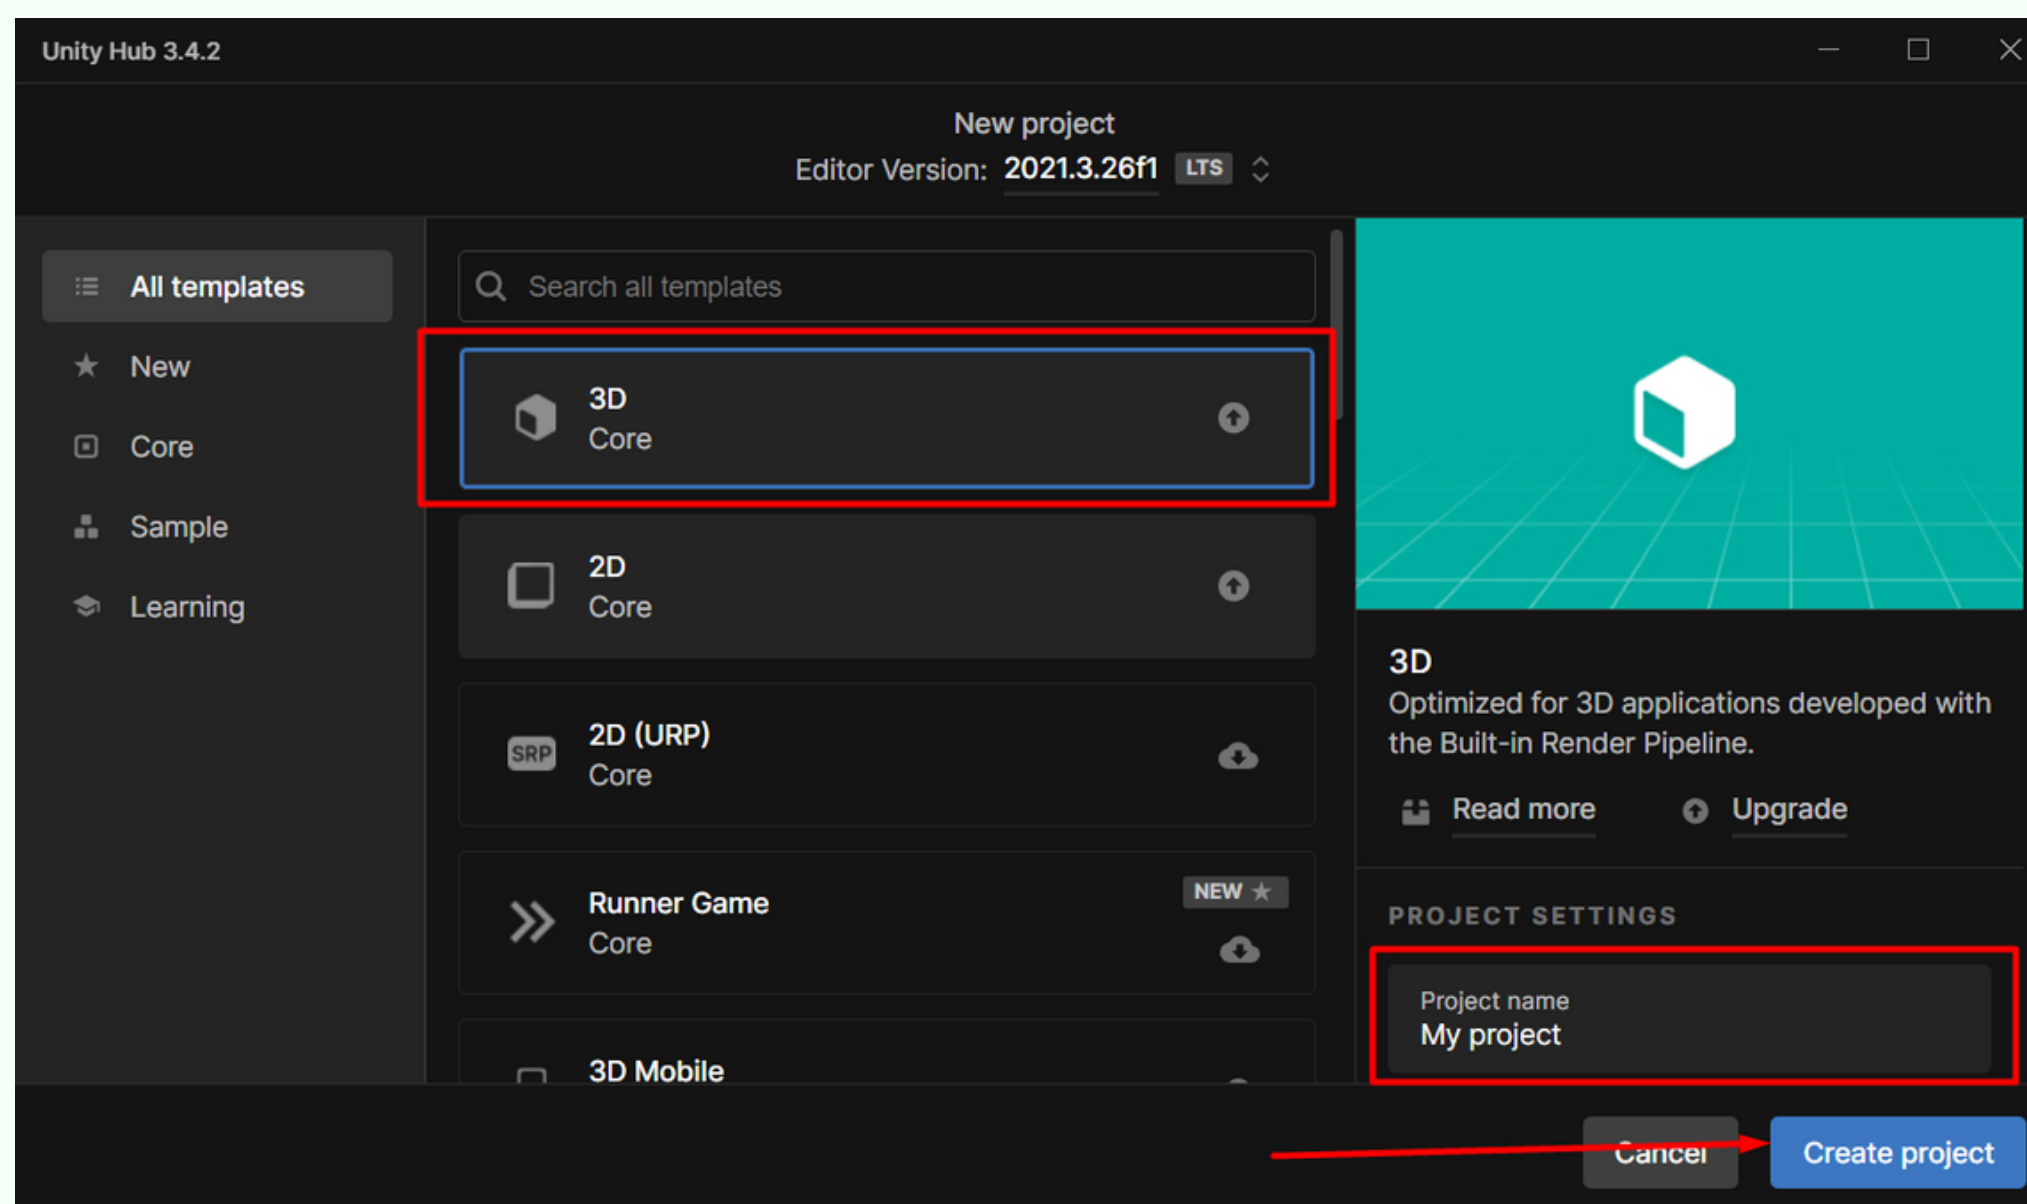 Unity Hub 3.4.2
New project
Editor Version: 2021.3.26f1 LTS
All templates
New
Core
Sample
Learning
Search all templates
3D
Core
2D
Core
SRP
2D (URP)
Core
Runner Game
Core
NEW
3D Mobile
3D
Optimized for 3D applications developed with
the Built-in Render Pipeline.
Read more
Upgrade
PROJECT SETTINGS
Project name
My project
Cancel
Create project